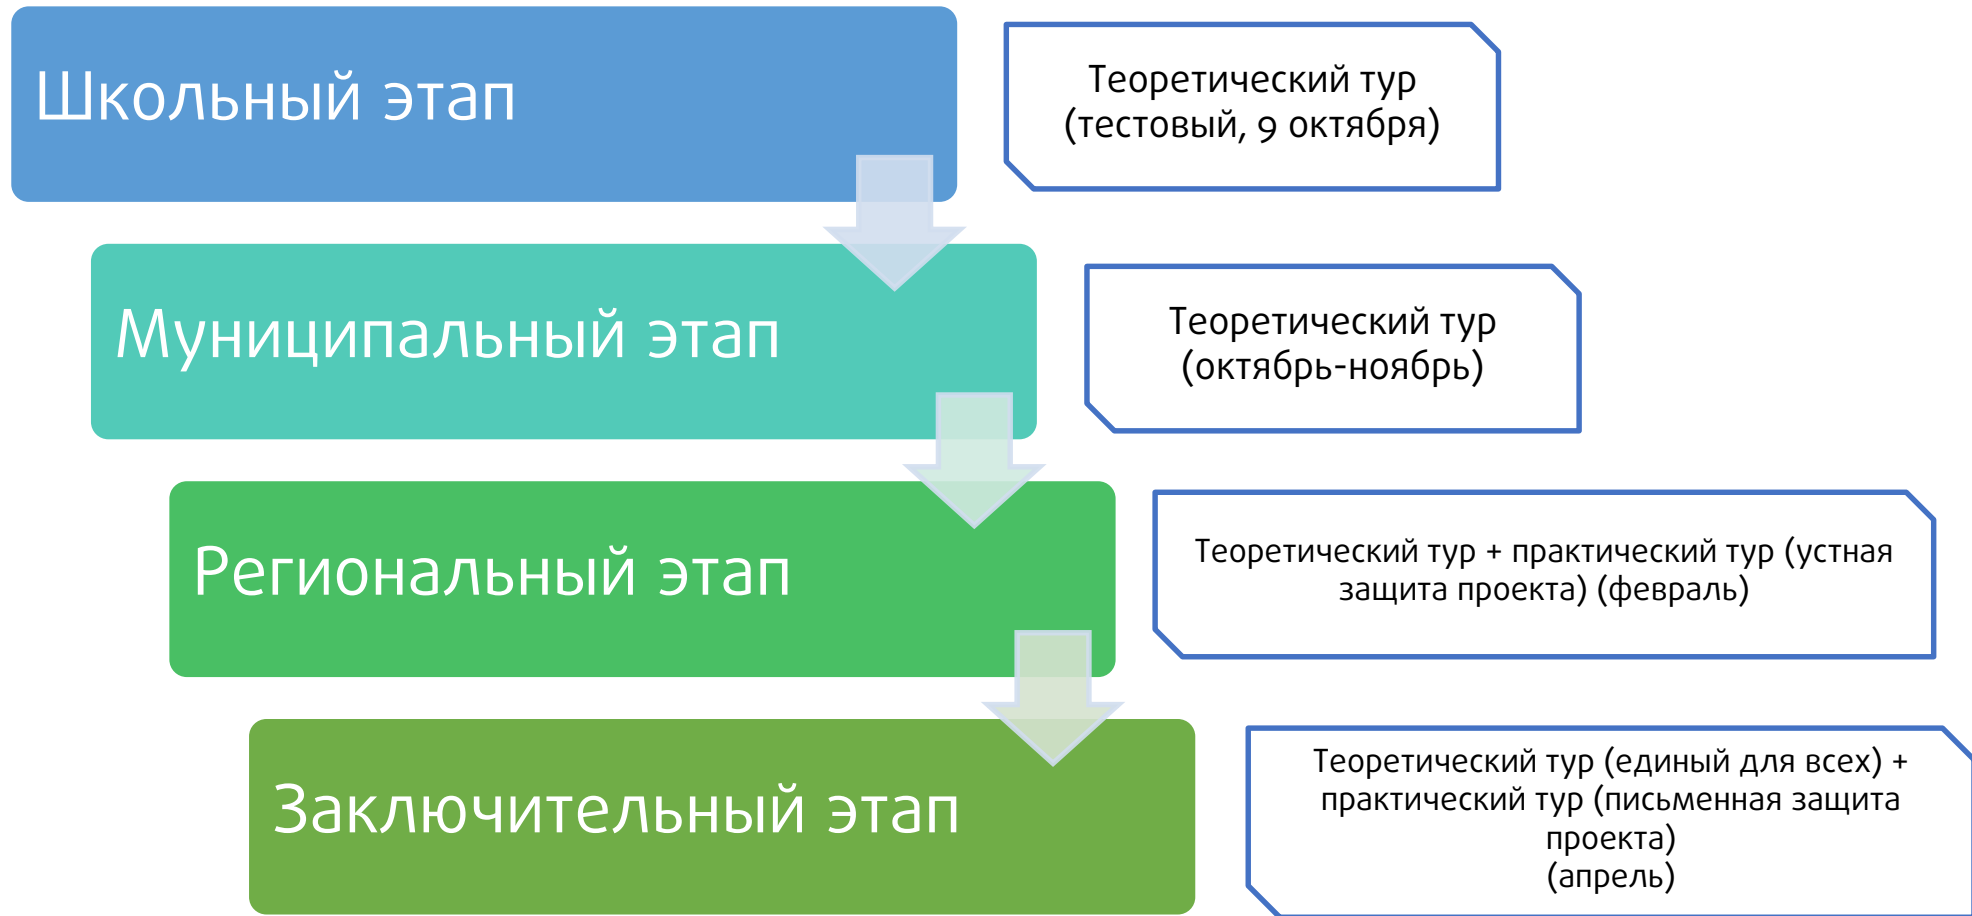 Школьный этап
Теоретический тур
(тестовый, 9 октября)
Муниципальный этап
Теоретический тур
(октябрь-ноябрь)
Региональный этап
Теоретический тур + практический тур (устная
защита проекта) (февраль)
Заключительный этап
Теоретический тур (единый для всех) +
практический тур (письменная защита
проекта)
(апрель)